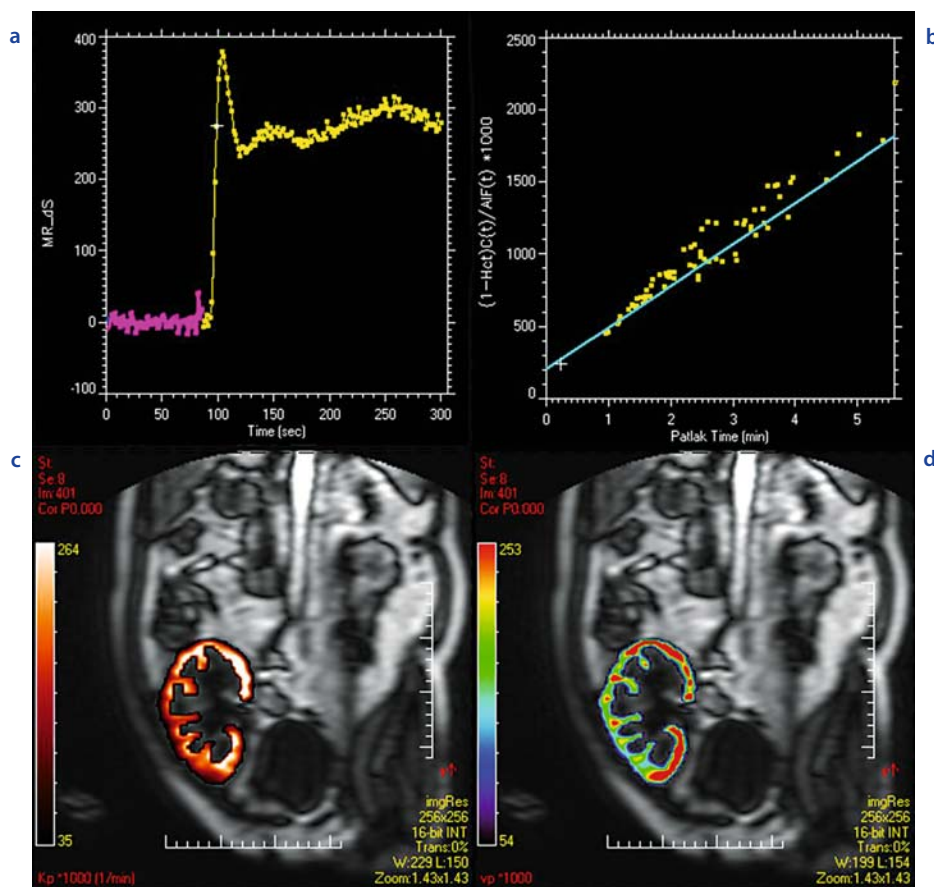 a
400
300
200
100
0
-100
MR_dS
0 50 100 150 200 250 300
Time (sec)
b
2500
2000
1500
1000
500
0
(1-Hct)C(t)/AIF(t) *1000
0 1 2 3 4 5
Patlak Time (min)
c
St:
Se:8
Im:401
Cor P0.000
264
35
Kp *1000 (1/min)
imgRes
256x256
16-bit INT
Trans:0%
W:229 L:150
Zoom:1.43x1.43
d
St:
Se:8
Im:401
Cor P0.000
253
54
vp *1000
imgRes
256x256
16-bit INT
Trans:0%
W:199 L:154
Zoom:1.43x1.43